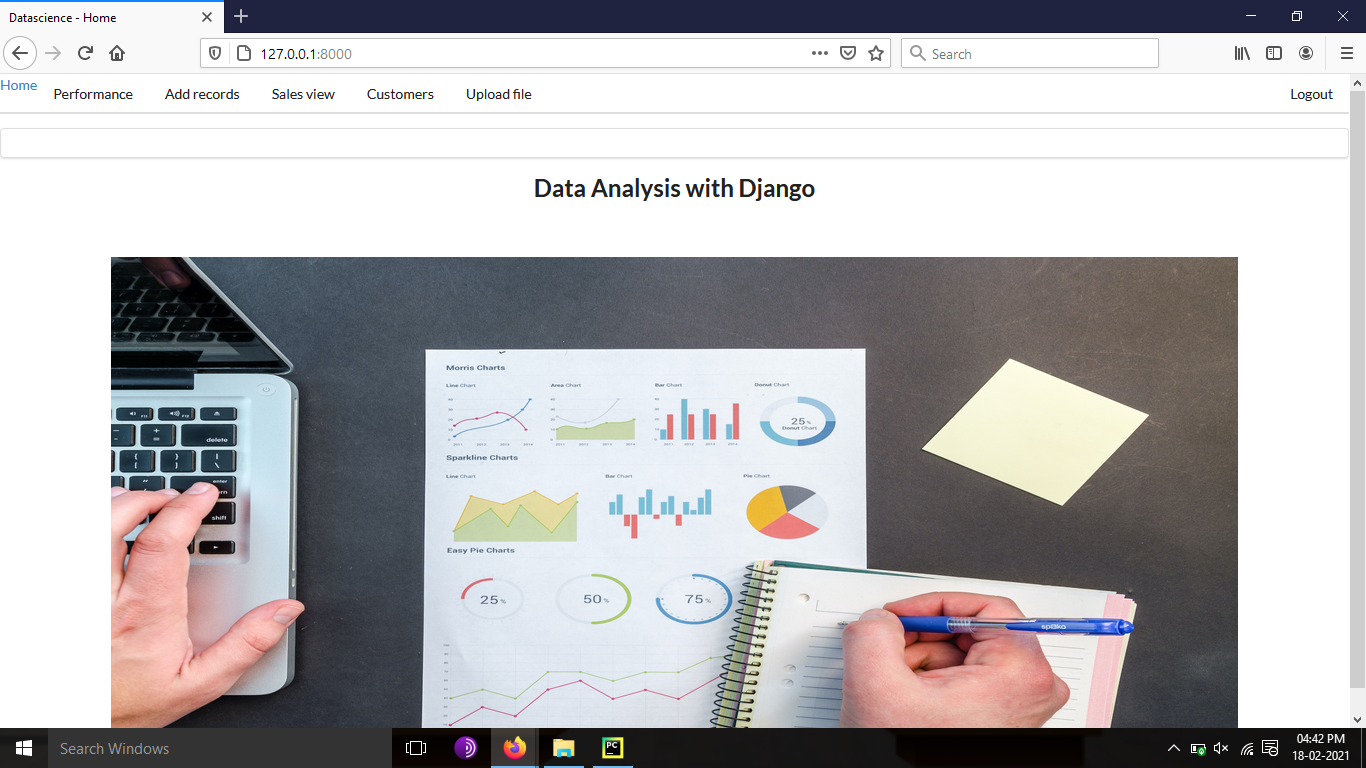 Datascience - Home
127.0.0.1:8000
Search
Home Performance Add records Sales view Customers Upload file Logout
Data Analysis with Django
Morris Charts
Line Chart Area Chart Bar Chart Donut Chart
25%
Donut Chart
Sparkline Charts
Line Chart Bar Chart Pie Chart
Easy Pie Charts
25% 50% 75%
delete
enter
shift
Search Windows
PC
04:42 PM
18-02-2021